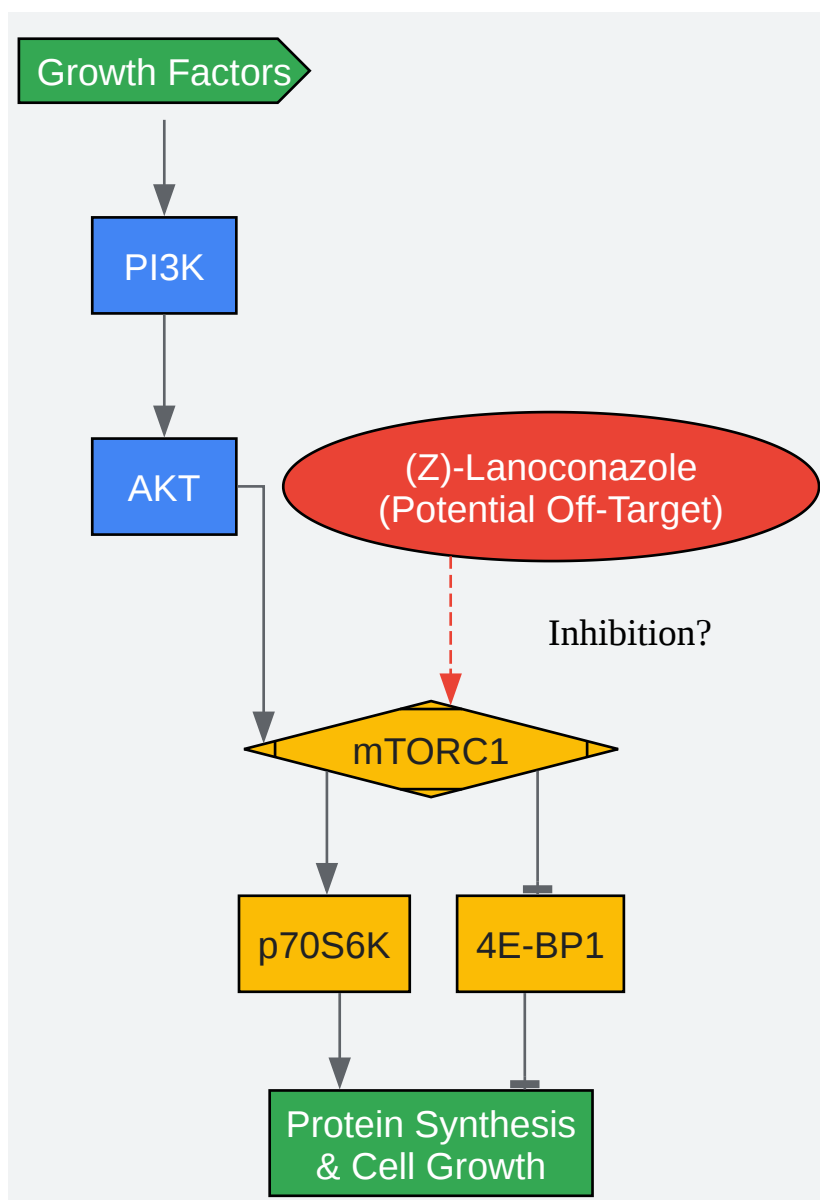 Growth Factors
PI3K
AKT
(Z)-Lanoconazole
(Potential Off-Target)
Inhibition?
mTORC1
p70S6K
4E-BP1
Protein Synthesis
& Cell Growth